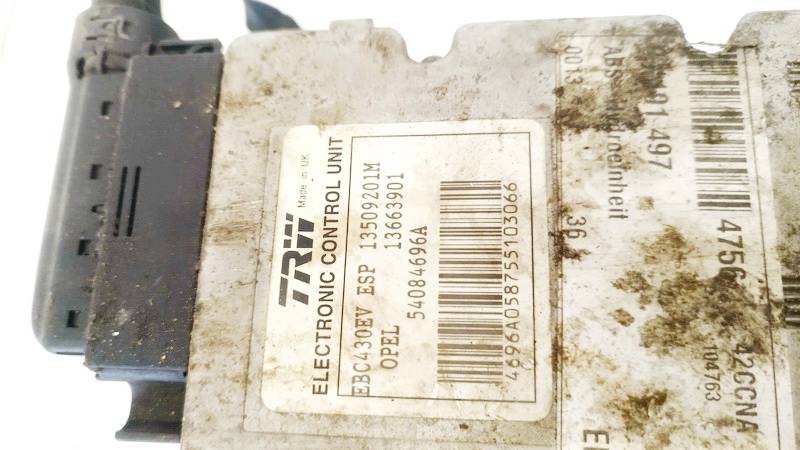 TRW Made in UK
ELECTRONIC CONTROL UNIT
EBC430EV ESP 13509201M
OPEL 13663901
54084696A
4696A058755103066
0013
497
36
4756
42CCNA
104763